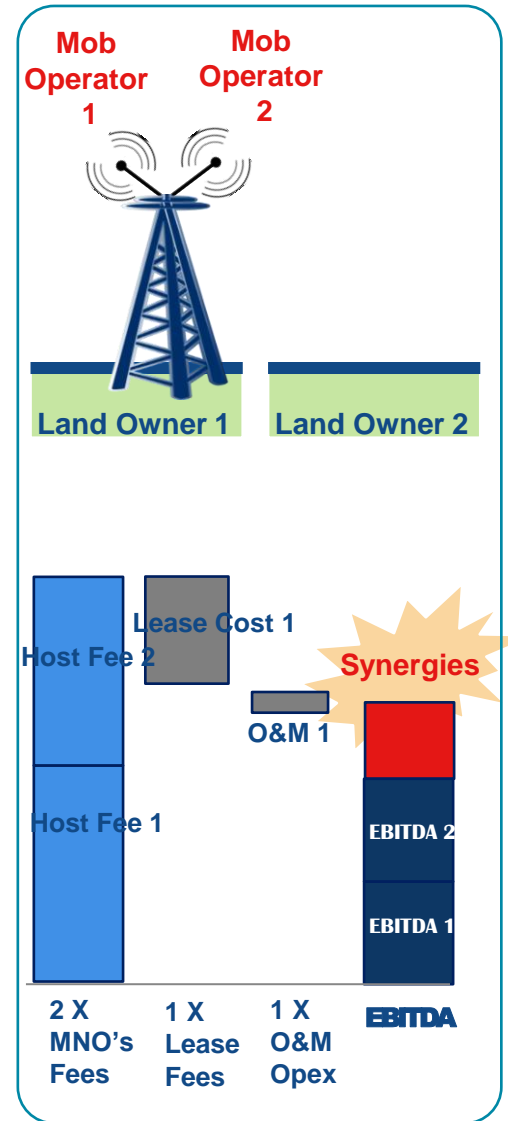 Mob
Operator
1
Mob
Operator
2
Land Owner 1
Land Owner 2
Lease Cost 1
Host Fee 2
Synergies
O&M 1
Host Fee 1
EBITDA 2
EBITDA 1
2 X
MNO's
Fees
1 X
Lease
Fees
1 X
O&M
Opex
EBITDA